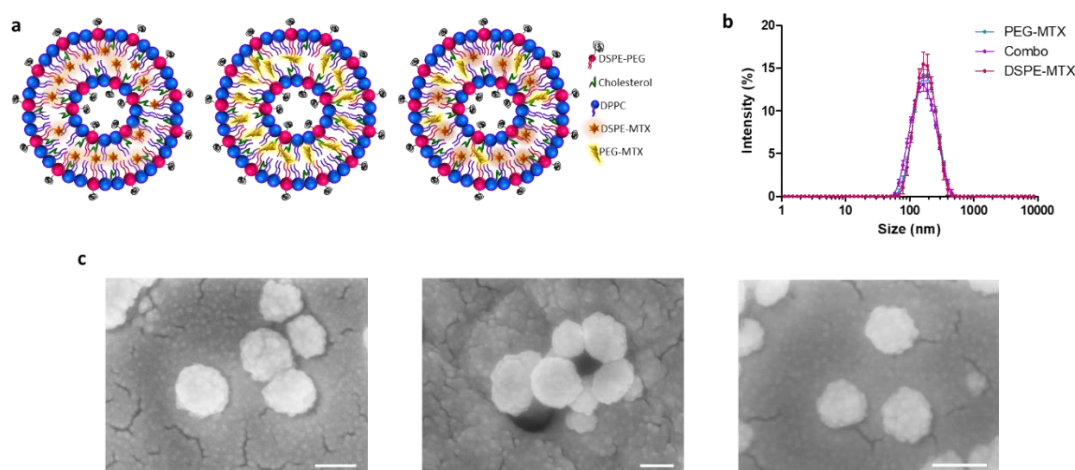 a
DSPE-PEG
Cholesterol
DPPC
DSPE-MTX
PEG-MTX
b
20
15
10
5
0
Intensity (%)
1 10 100 1000 10000
Size (nm)
PEG-MTX
Combo
DSPE-MTX
c